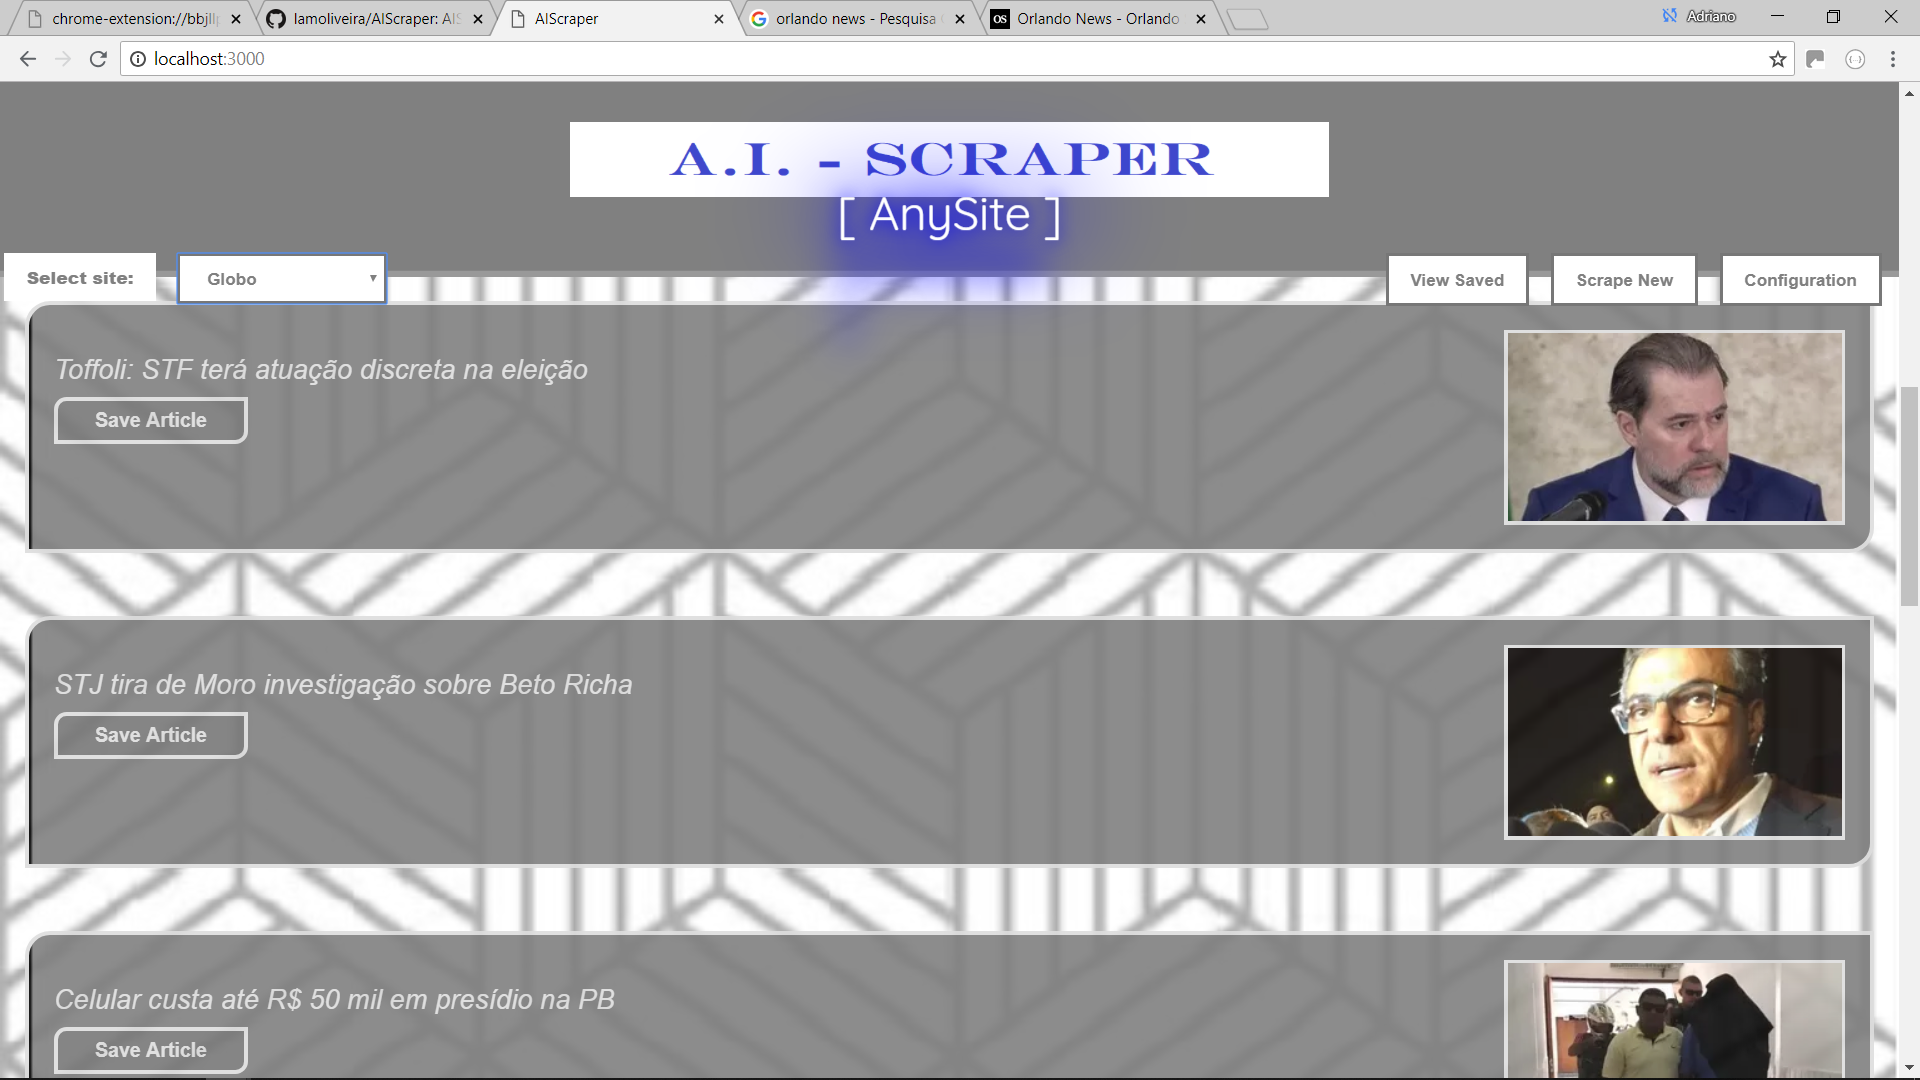 chrome-extension://bbjll
lamoliveira/AIScraper: AIS
AIScraper
orlando news - Pesquisa
Orlando News - Orlando
Adriano
localhost:3000
A.I. - SCRAPER
[ AnySite ]
Select site:
Globo
View Saved
Scrape New
Configuration
Toffoli: STF terá atuação discreta na eleição
Save Article
STJ tira de Moro investigação sobre Beto Richa
Save Article
Celular custa até R$ 50 mil em presídio na PB
Save Article